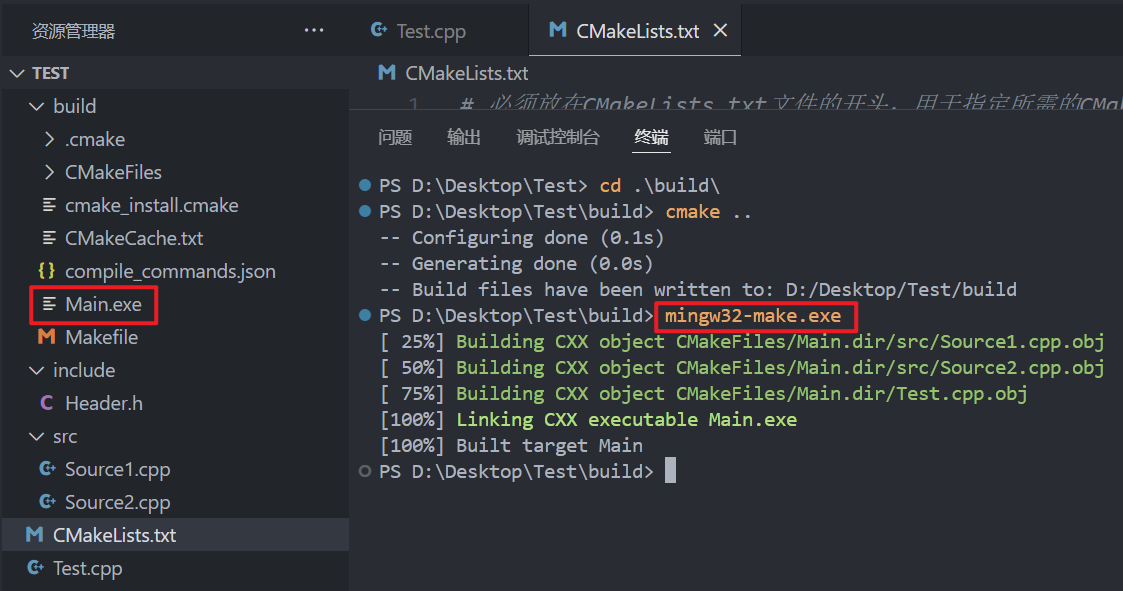 资源管理器
TEST
build
.cmake
CMakeFiles
cmake_install.cmake
CMakeCache.txt
compile_commands.json
Main.exe
Makefile
include
Header.h
src
Source1.cpp
Source2.cpp
CMakeLists.txt
Test.cpp
Test.cpp
CMakeLists.txt
CMakeLists.txt
1 # 必须放在CMakeLists.txt文件的开头，用于指定所需的CMak
问题 输出 调试控制台 终端 端口
PS D:\Desktop\Test> cd .\build\
PS D:\Desktop\Test\build> cmake ..
-- Configuring done (0.1s)
-- Generating done (0.0s)
-- Build files have been written to: D:/Desktop/Test/build
PS D:\Desktop\Test\build> mingw32-make.exe
[ 25%] Building CXX object CMakeFiles/Main.dir/src/Source1.cpp.obj
[ 50%] Building CXX object CMakeFiles/Main.dir/src/Source2.cpp.obj
[ 75%] Building CXX object CMakeFiles/Main.dir/Test.cpp.obj
[100%] Linking CXX executable Main.exe
[100%] Built target Main
PS D:\Desktop\Test\build>